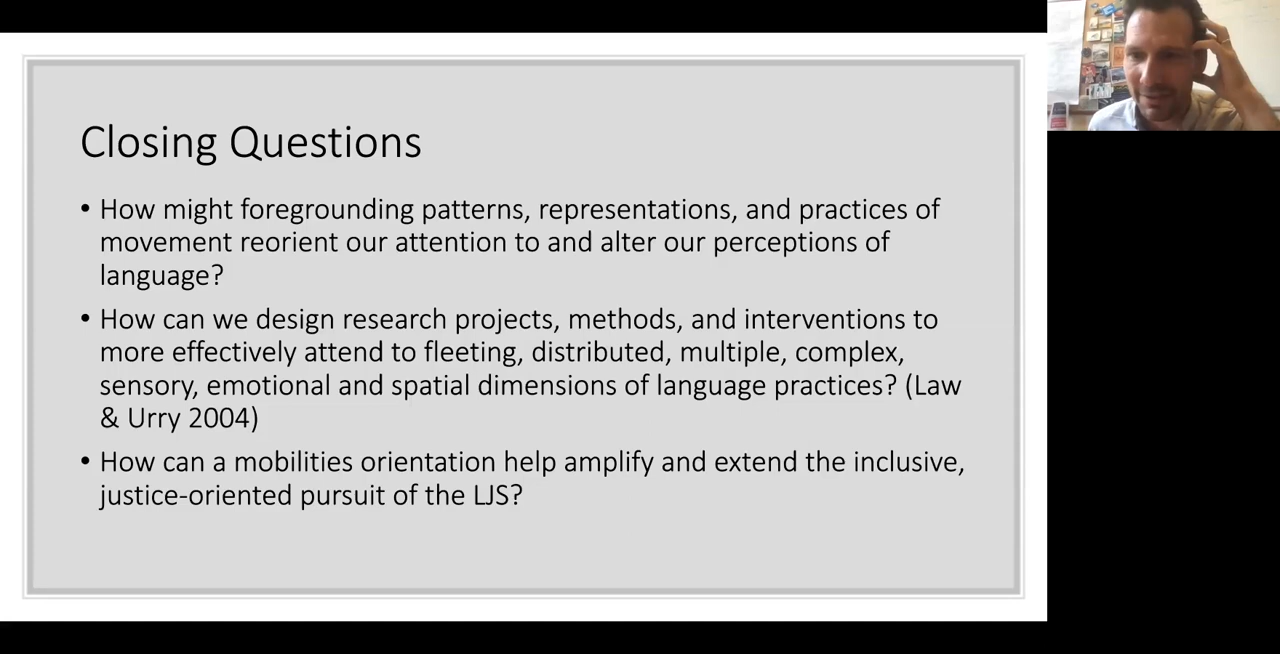 Closing Questions
• How might foregrounding patterns, representations, and practices of
movement reorient our attention to and alter our perceptions of
language?
• How can we design research projects, methods, and interventions to
more effectively attend to fleeting, distributed, multiple, complex,
sensory, emotional and spatial dimensions of language practices? (Law
& Urry 2004)
• How can a mobilities orientation help amplify and extend the inclusive,
justice-oriented pursuit of the LJS?